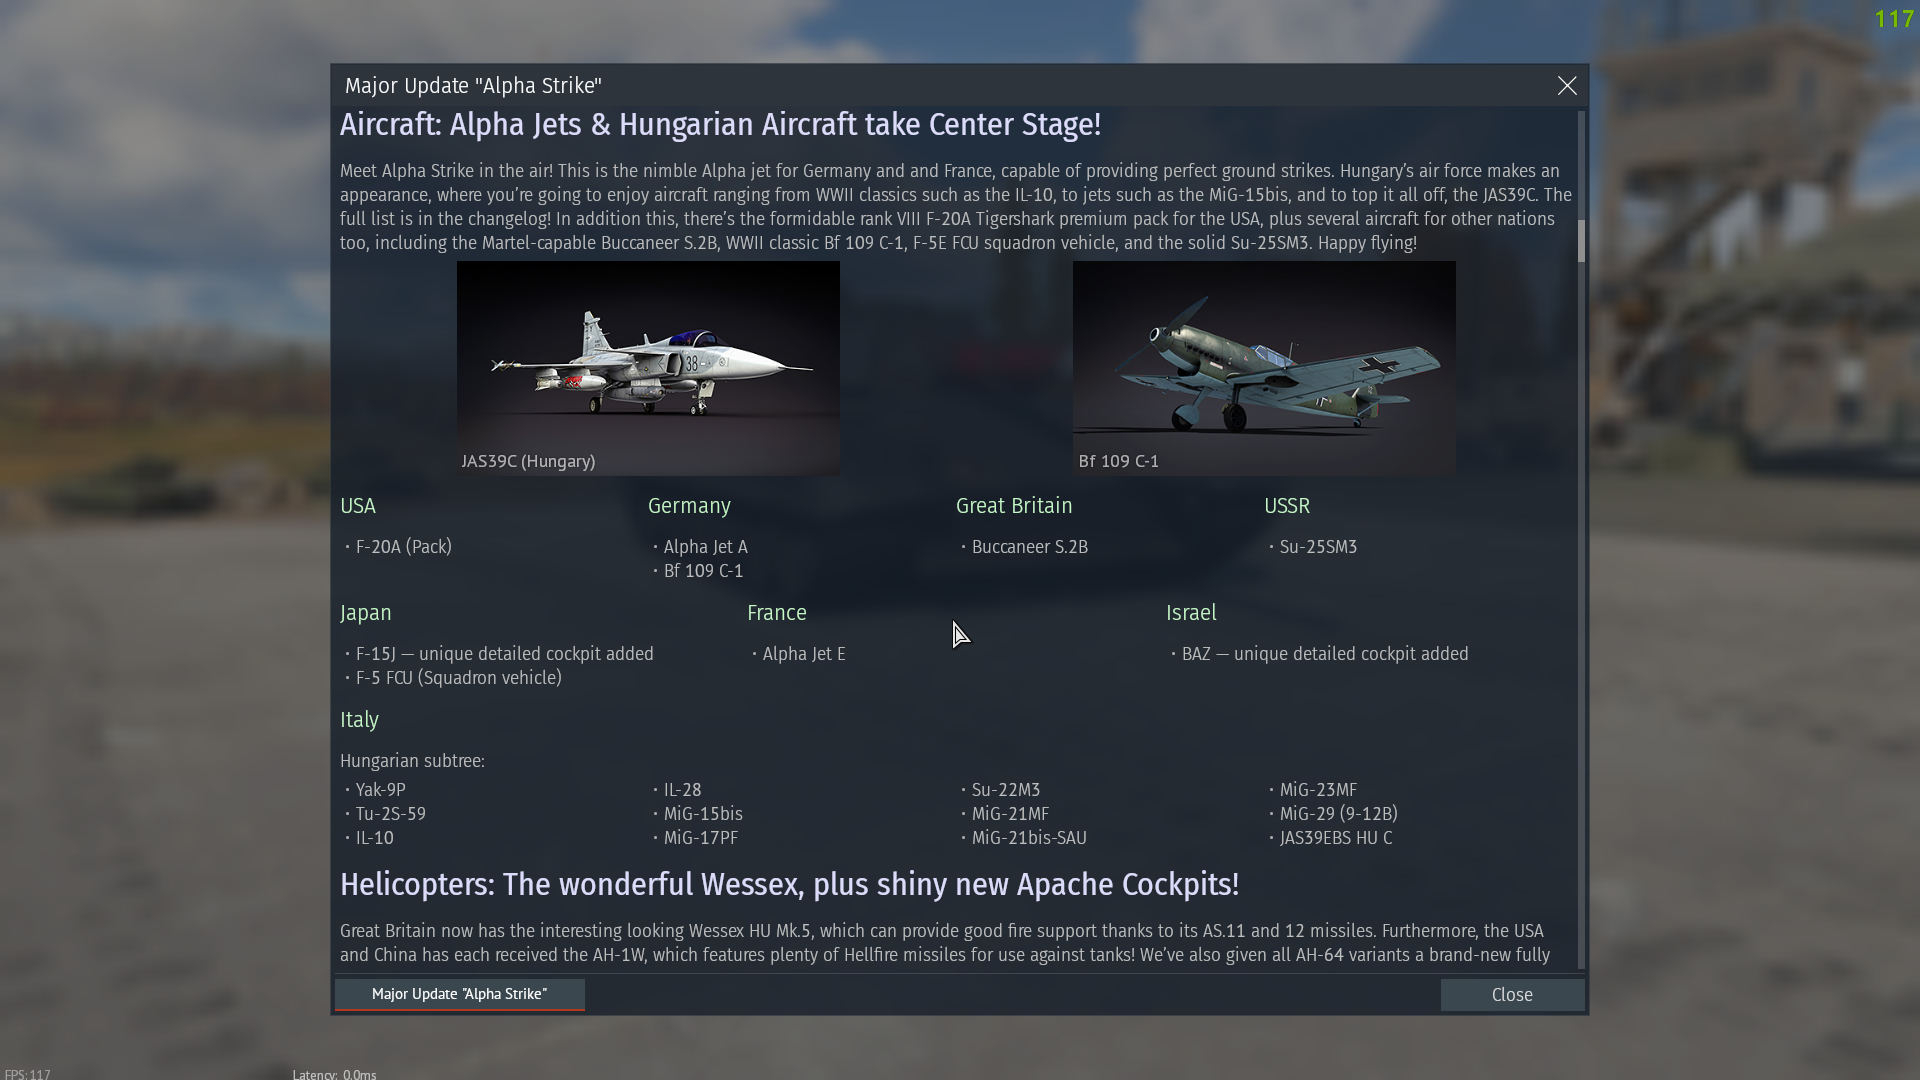 117
Major Update "Alpha Strike"
Aircraft: Alpha Jets & Hungarian Aircraft take Center Stage!
Meet Alpha Strike in the air! This is the nimble Alpha jet for Germany and and France, capable of providing perfect ground strikes. Hungary's air force makes an
appearance, where you're going to enjoy aircraft ranging from WWII classics such as the IL-10, to jets such as the MiG-15bis, and to top it all off, the JAS39C. The
full list is in the changelog! In addition this, there's the formidable rank VIII F-20A Tigershark premium pack for the USA, plus several aircraft for other nations
too, including the Martel-capable Buccaneer S.2B, WWII classic Bf 109 C-1, F-5E FCU squadron vehicle, and the solid Su-25SM3. Happy flying!
38
JAS39C (Hungary)
Bf 109 C-1
USA
· F-20A (Pack)
Germany
· Alpha Jet A
· Bf 109 C-1
Great Britain
· Buccaneer S.2B
USSR
· Su-25SM3
Japan
· F-15J — unique detailed cockpit added
· F-5 FCU (Squadron vehicle)
France
· Alpha Jet E
Israel
· BAZ — unique detailed cockpit added
Italy
Hungarian subtree:
· Yak-9P
· Tu-2S-59
· IL-10
· IL-28
· MiG-15bis
· MiG-17PF
· Su-22M3
· MiG-21MF
· MiG-21bis-SAU
· MiG-23MF
· MiG-29 (9-12B)
· JAS39EBS HU C
Helicopters: The wonderful Wessex, plus shiny new Apache Cockpits!
Great Britain now has the interesting looking Wessex HU Mk.5, which can provide good fire support thanks to its AS.11 and 12 missiles. Furthermore, the USA
and China has each received the AH-1W, which features plenty of Hellfire missiles for use against tanks! We've also given all AH-64 variants a brand-new fully
Major Update "Alpha Strike"
Close
FPS: 117
Latency: 0.0ms